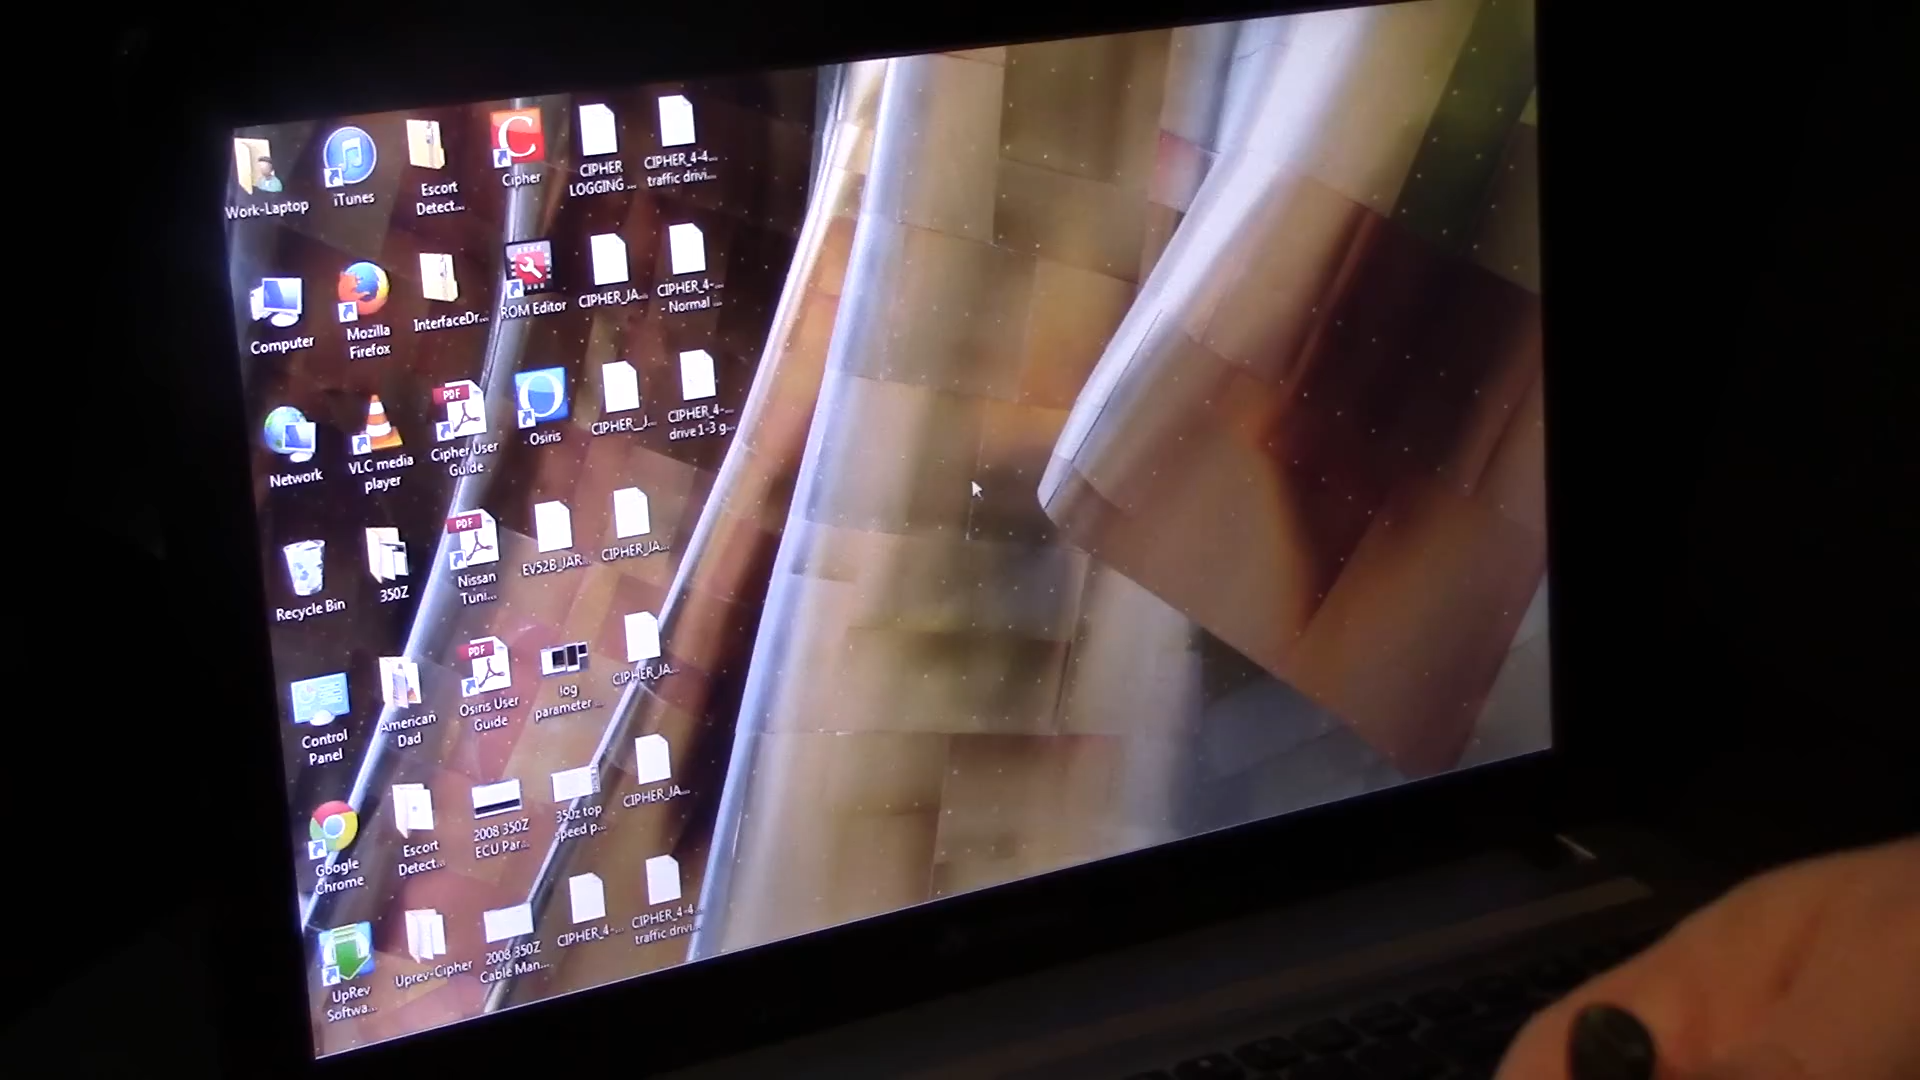 Work-Laptop
Computer
Network
Recycle Bin
Control
Panel
Google
Chrome
UpRev
Softwa...
iTunes
Mozilla
Firefox
VLC media
player
350Z
American
Dad
Escort
Detect...
Uprev-Cipher
Escort
Detect...
InterfaceDr...
PDF
Cipher User
Guide
PDF
Nissan
Tuni...
PDF
Osiris User
Guide
2008 350Z
ECU Par...
2008 350Z
Cable Man...
C
Cipher
ROM Editor
O
Osiris
EV52B_JAR...
log
parameter ...
350z top
speed p...
CIPHER_4-...
CIPHER
LOGGING ...
CIPHER_JA...
CIPHER_J...
CIPHER_JA...
CIPHER_JA...
CIPHER_JA...
CIPHER_4-4...
traffic drivi...
CIPHER_4-4...
traffic drivi...
CIPHER_4-...
- Normal ...
CIPHER_4-...
drive 1-3 g...